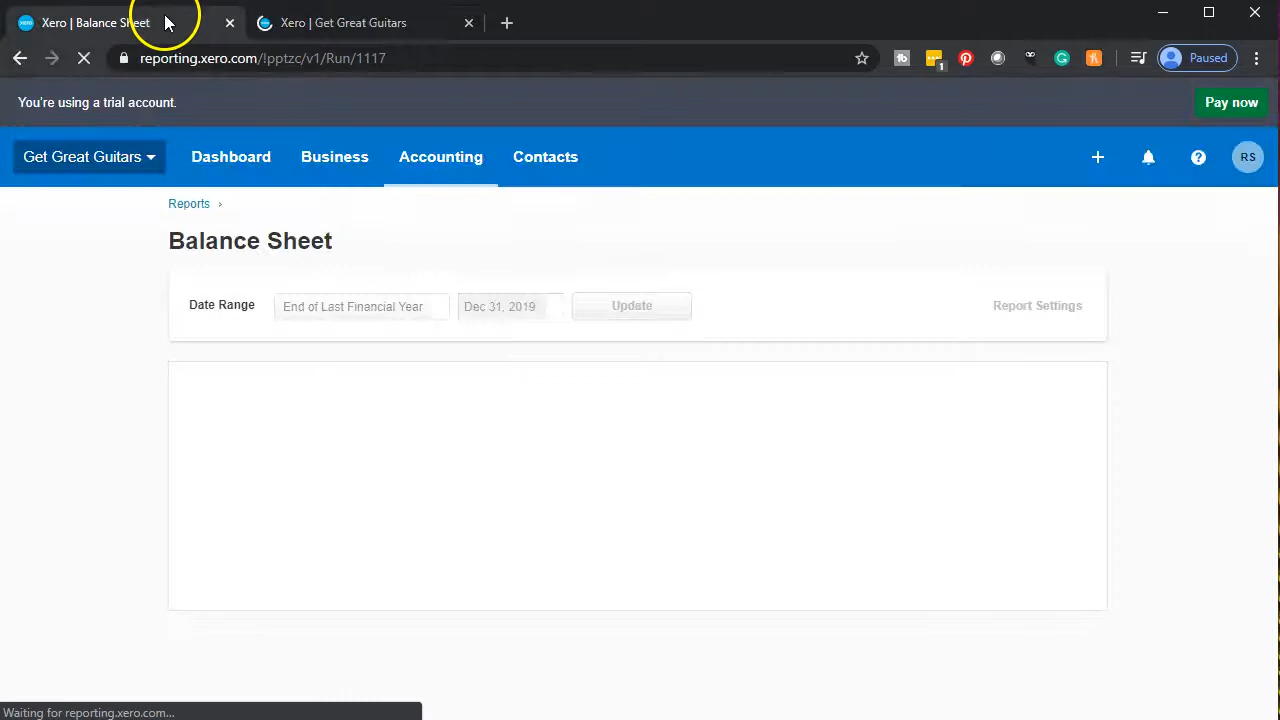 Xero | Balance Sheet
Xero | Get Great Guitars
reporting.xero.com/!pptzc/v1/Run/1117
1
Paused
You're using a trial account.
Pay now
Get Great Guitars
Dashboard
Business
Accounting
Contacts
RS
Reports
Balance Sheet
Date Range
End of Last Financial Year
Dec 31, 2019
Update
Report Settings
Waiting for reporting.xero.com...